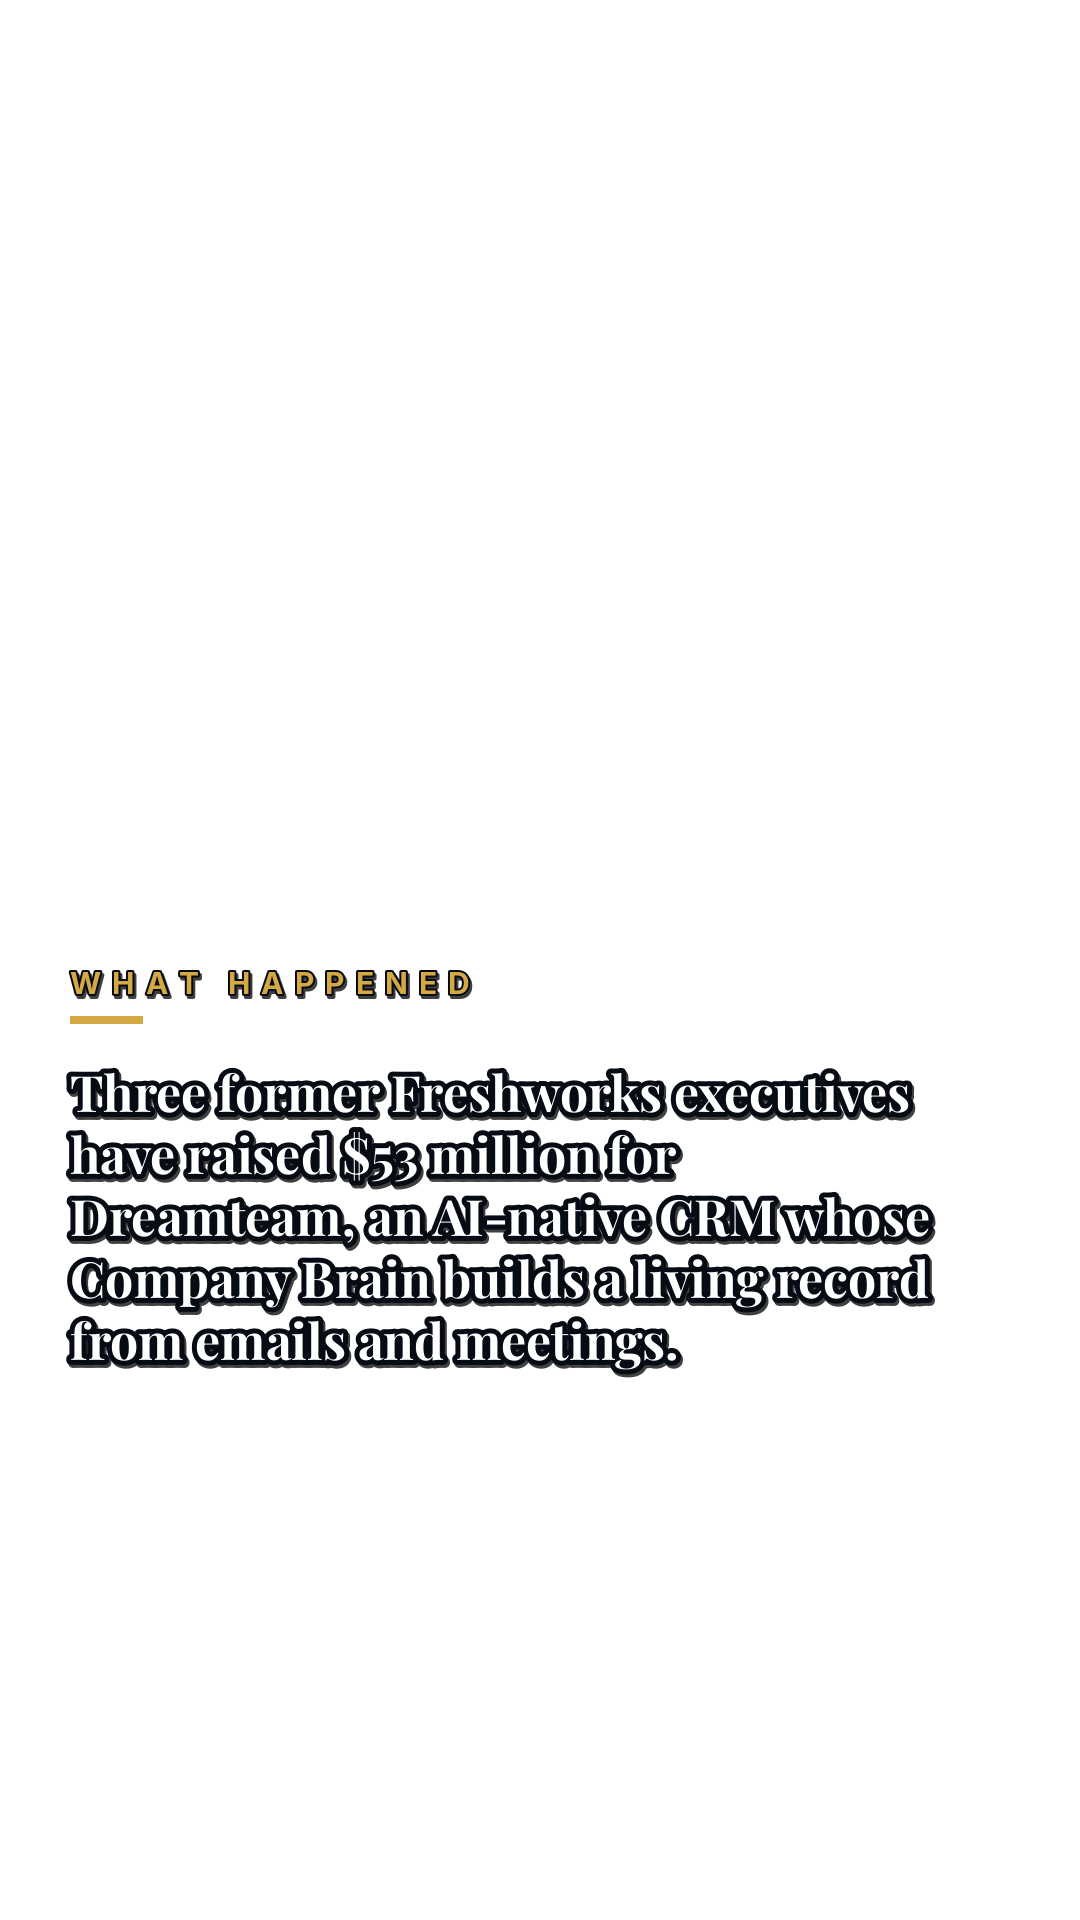 WHAT HAPPENED
Three former Freshworks executives
have raised $53 million for
Dreamteam, an AI-native CRM whose
Company Brain builds a living record
from emails and meetings.